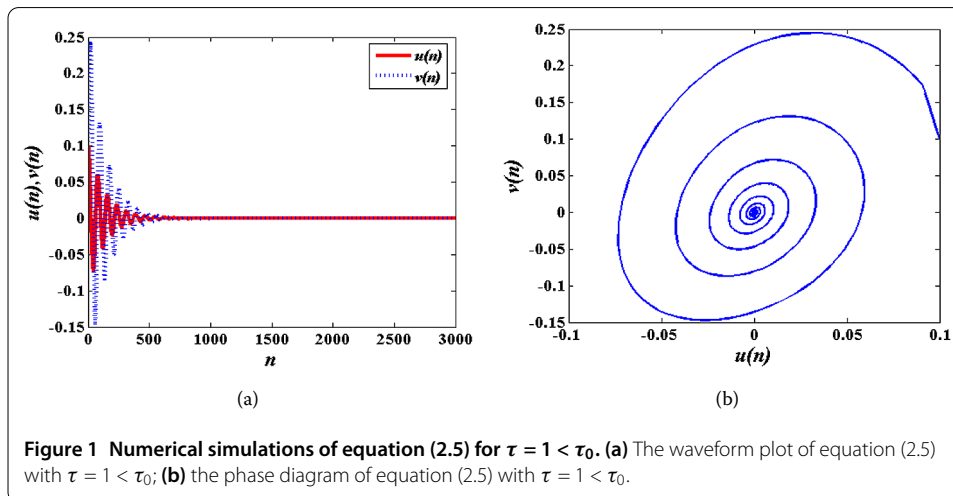 0.25
0.2
0.15
0.1
0.05
0
-0.05
-0.1
-0.15
u(n),v(n)
u(n)
v(n)
0 500 1000 1500 2000 2500 3000
n
(a)
0.25
0.2
0.15
0.1
0.05
0
-0.05
-0.1
-0.15
v(n)
-0.1 -0.05 0 0.05 0.1
u(n)
(b)
Figure 1 Numerical simulations of equation (2.5) for τ = 1 < τ₀. (a) The waveform plot of equation (2.5)
with τ = 1 < τ₀; (b) the phase diagram of equation (2.5) with τ = 1 < τ₀.